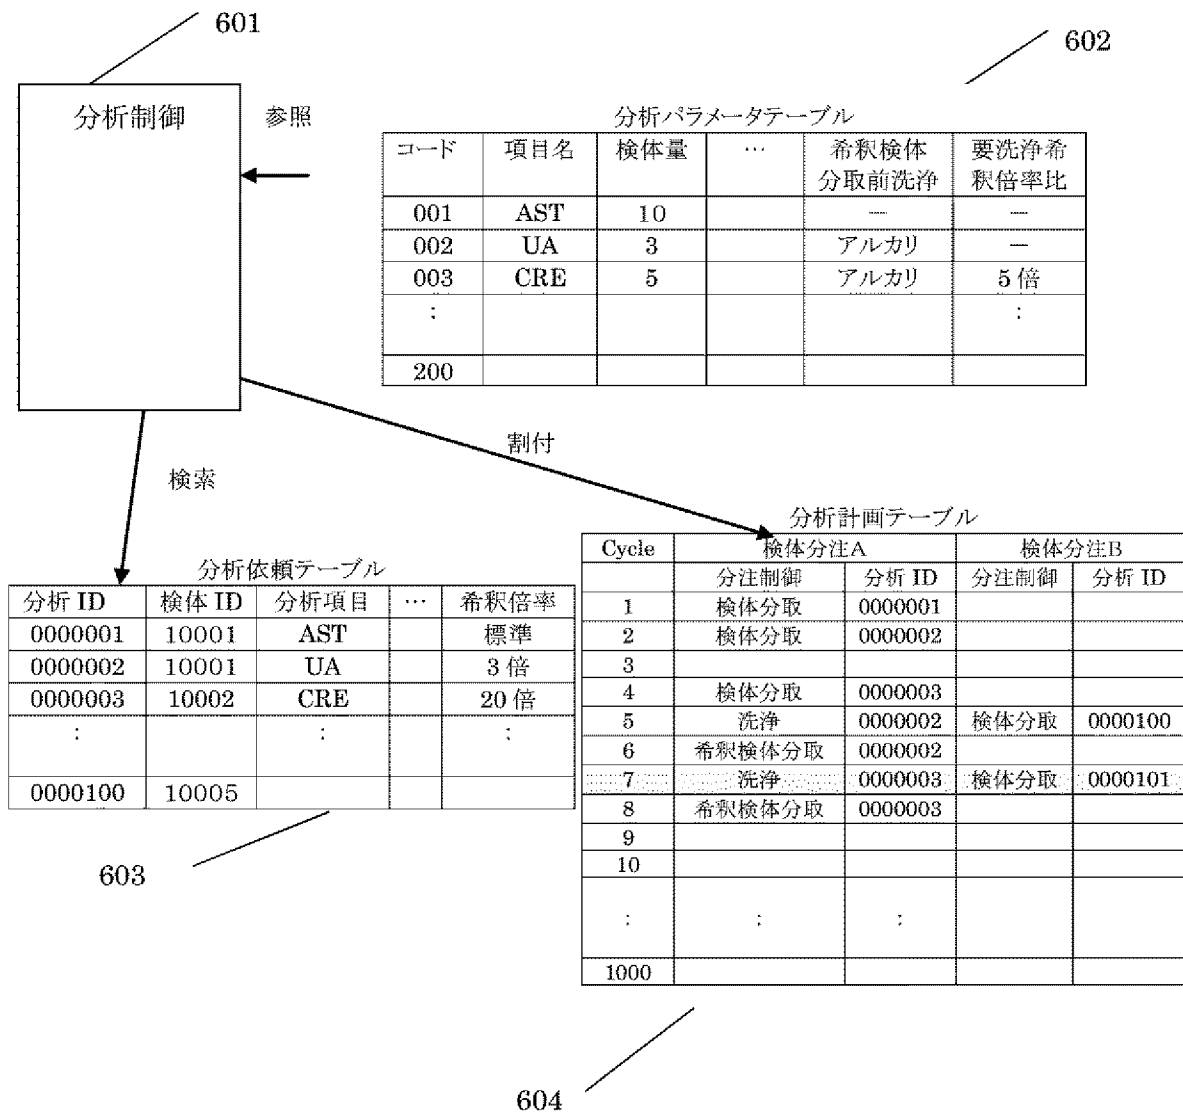 601
602
分析制御
参照
分析パラメータテーブル
コード 項目名 検体量 … 希釈検体分取前洗浄 要洗浄希釈倍率比
001 AST 10 — —
002 UA 3 アルカリ —
003 CRE 5 アルカリ 5倍
: :
200
割付
検索
分析計画テーブル
Cycle 検体分注A 検体分注B
分注制御 分析 ID 分注制御 分析 ID
1 検体分取 0000001
2 検体分取 0000002
3
4 検体分取 0000003
5 洗浄 0000002 検体分取 0000100
6 希釈検体分取 0000002
7 洗浄 0000003 検体分取 0000101
8 希釈検体分取 0000003
9
10
: : :
1000
分析依頼テーブル
分析 ID 検体 ID 分析項目 … 希釈倍率
0000001 10001 AST 標準
0000002 10001 UA 3倍
0000003 10002 CRE 20倍
: : :
0000100 10005
603
604